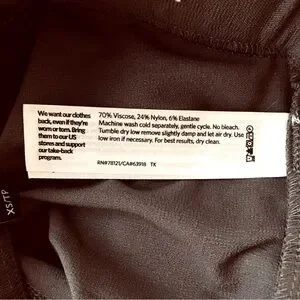 We want our clothes
back, even if they're
worn or torn. Bring
them to our US
stores and support
our take-back
program.
70% Viscose, 24% Nylon, 6% Elastane
Machine wash cold separately, gentle cycle. No bleach.
Tumble dry low remove slightly damp and let air dry. Use
low iron if necessary. For best results, dry clean.
RN#78121/CA#63918 TK
XS/TP